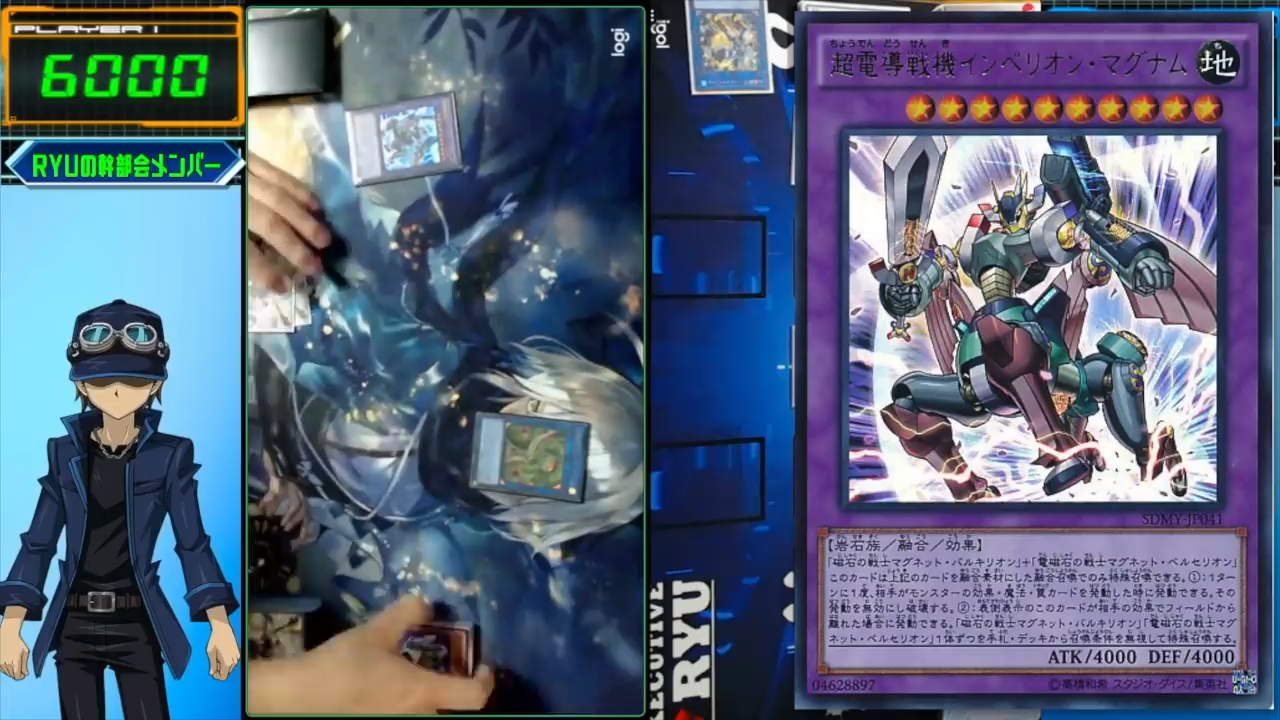 PLAYER 1
6000
RYUの幹部会メンバー
logi
igol
EXECUTIVE
RYU
ちょうでんどうせんき
超電導戦機インペリオン・マグナム
ち
地
SDMY-JP041
【岩石族／融合／効果】
「磁石の戦士マグネット・バルキリオン」＋「電磁石の戦士マグネット・ベルセリオン」
このカードは上記のカードを融合素材にした融合召喚でのみ特殊召喚できる。①：1ター
ンに1度、相手がモンスターの効果・魔法・罠カードを発動した時に発動できる。その
発動を無効にし破壊する。②：表側表示のこのカードが相手の効果でフィールドから
離れた場合に発動できる。「磁石の戦士マグネット・バルキリオン」「電磁石の戦士マグ
ネット・ベルセリオン」1体ずつを手札・デッキから召喚条件を無視して特殊召喚する。
ATK/4000 DEF/4000
04628897
©高橋和希 スタジオ・ダイス/集英社